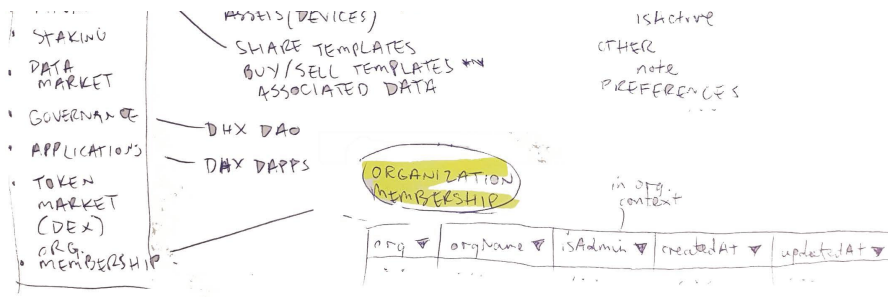 ASSETS (DEVICES)
isActive
• STAKING
SHARE TEMPLATES
OTHER
• DATA
MARKET
BUY/SELL TEMPLATES
note
ASSOCIATED DATA
PREFERENCES
...
• GOVERNANCE
DHX DAO
• APPLICATIONS
DHX DAPPS
ORGANIZATION
MEMBERSHIP
• TOKEN
MARKET
(DEX)
in org.
context
• ORG.
MEMBERSHIP
org ▼ orgName ▼ isAdmin ▼ createdAt ▼ updatedAt ▼
... ... ... ...